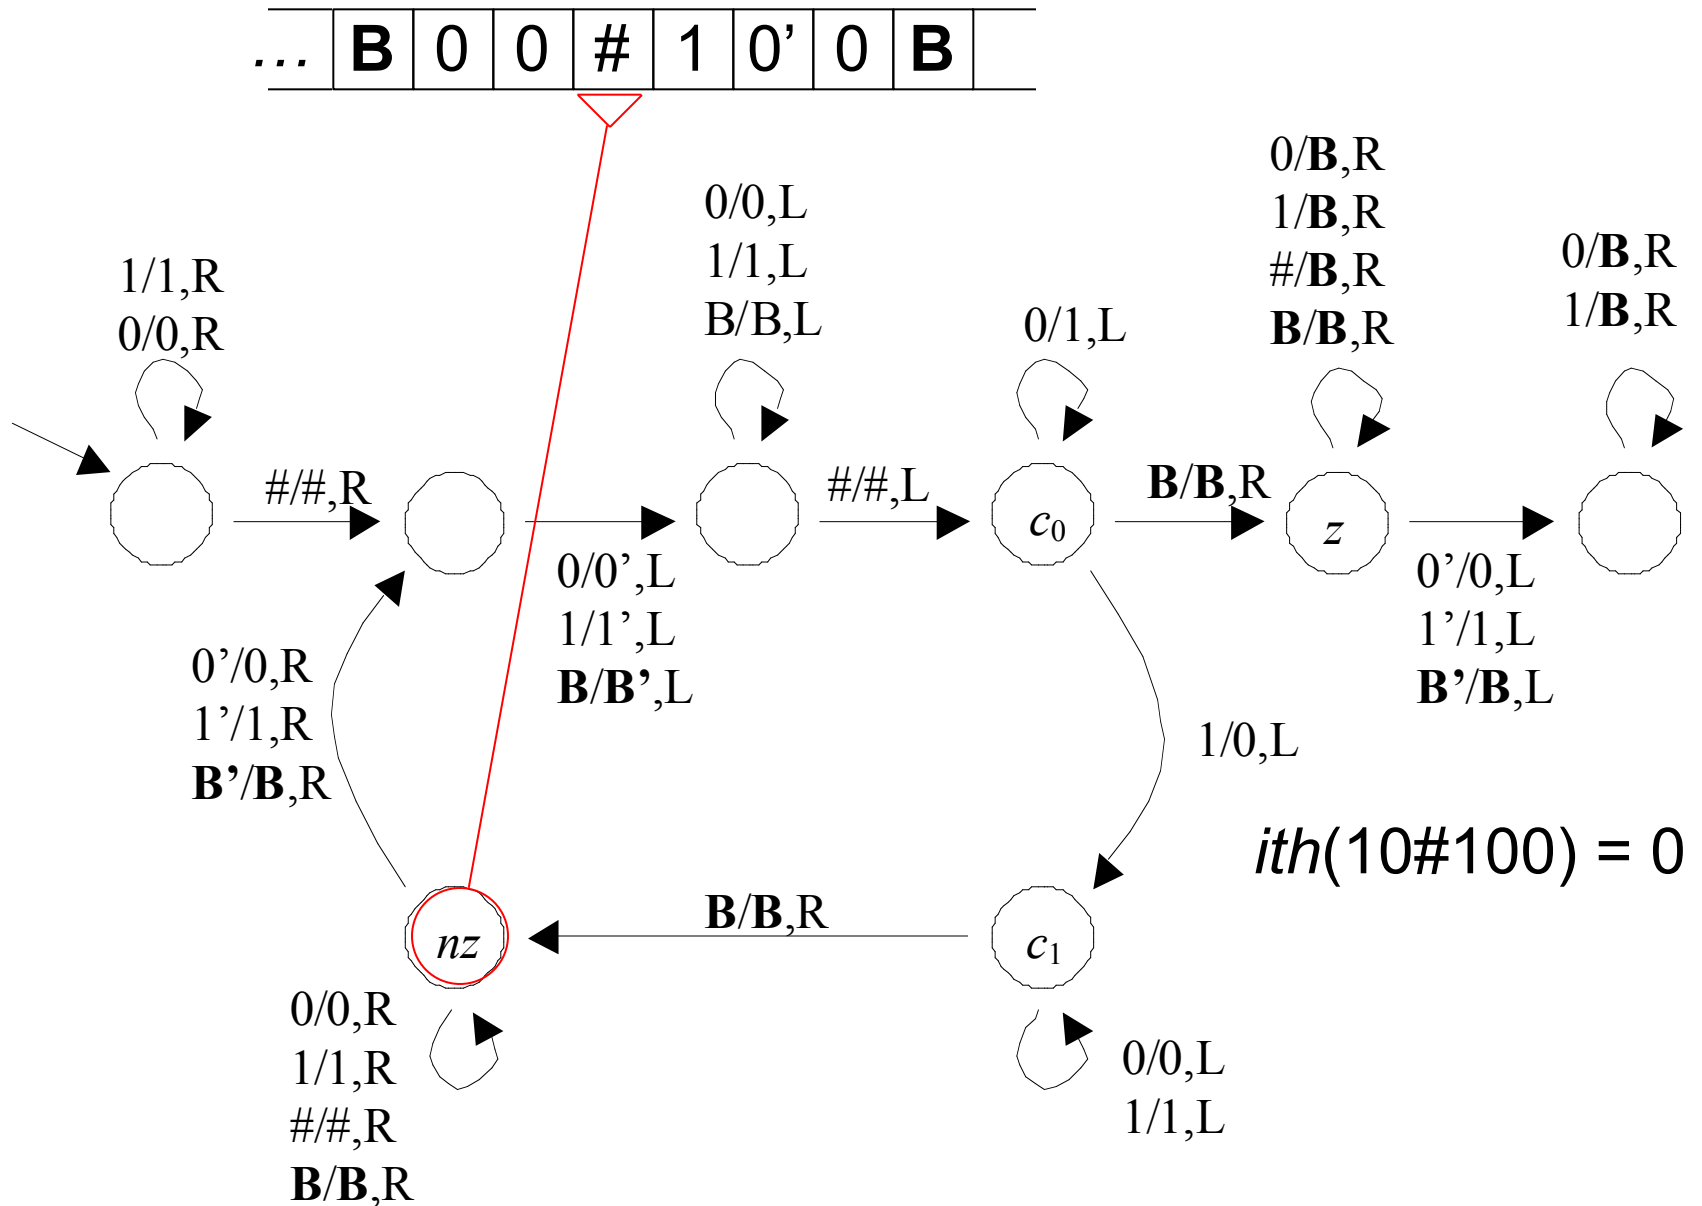 ... B 0 0 # 1 0’ 0 B
1/1,R
0/0,R
#/#,R
0/0’,L
1/1’,L
B/B’,L
0/0,L
1/1,L
B/B,L
#/#,L
0/1,L
c0
B/B,R
0/B,R
1/B,R
#/B,R
B/B,R
z
0’/0,L
1’/1,L
B’/B,L
0/B,R
1/B,R
0’/0,R
1’/1,R
B’/B,R
1/0,L
ith(10#100) = 0
nz
B/B,R
c1
0/0,R
1/1,R
#/#,R
B/B,R
0/0,L
1/1,L